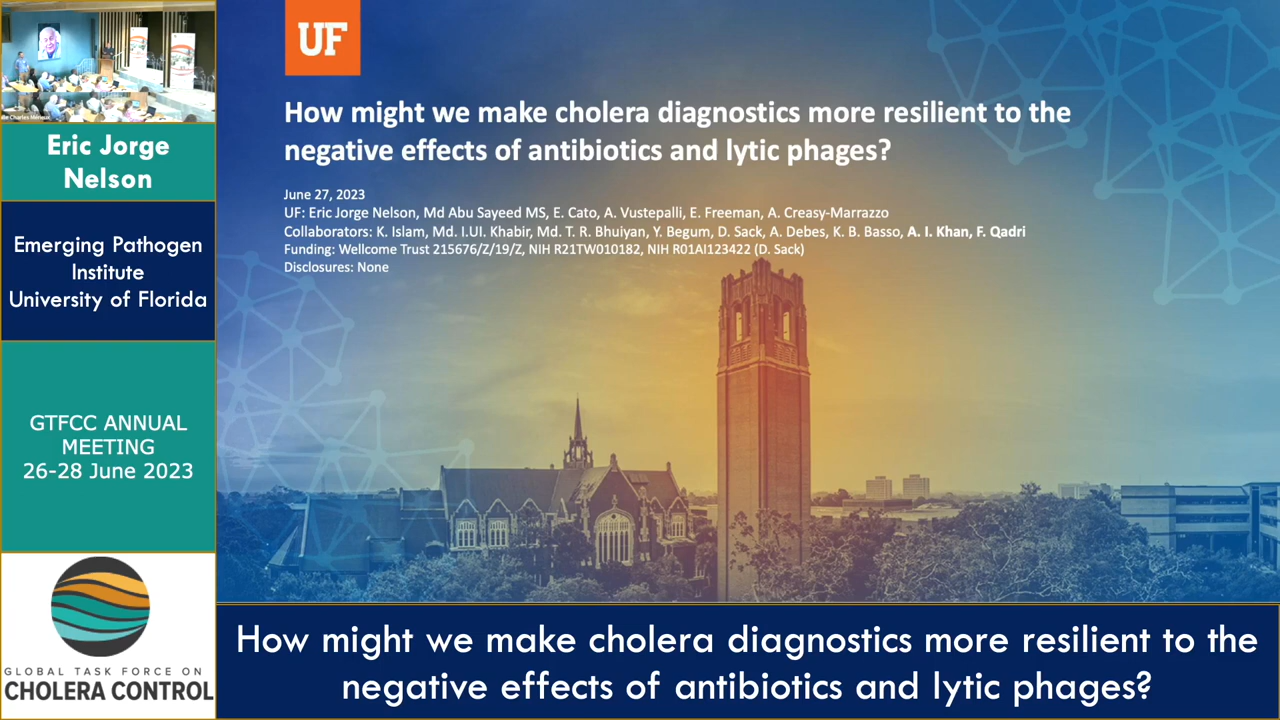 UF
How might we make cholera diagnostics more resilient to the
negative effects of antibiotics and lytic phages?
June 27, 2023
UF: Eric Jorge Nelson, Md Abu Sayeed MS, E. Cato, A. Vustepalli, E. Freeman, A. Creasy-Marrazzo
Collaborators: K. Islam, Md. I.UI. Khabir, Md. T. R. Bhuiyan, Y. Begum, D. Sack, A. Debes, K. B. Basso, A. I. Khan, F. Qadri
Funding: Wellcome Trust 215676/Z/19/Z, NIH R21TW010182, NIH R01AI123422 (D. Sack)
Disclosures: None
Eric Jorge
Nelson
Emerging Pathogen
Institute
University of Florida
GTFCC ANNUAL
MEETING
26-28 June 2023
GLOBAL TASK FORCE ON
CHOLERA CONTROL
How might we make cholera diagnostics more resilient to the
negative effects of antibiotics and lytic phages?